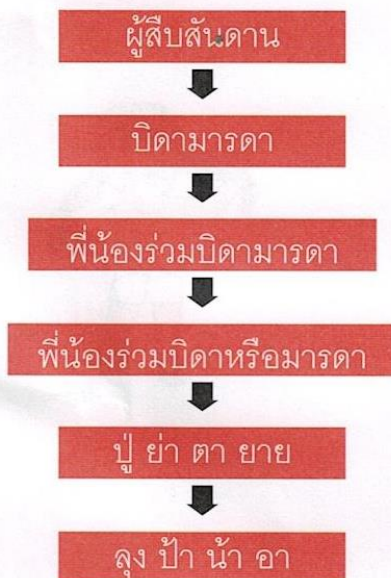 ผู้สืบสันดาน
บิดามารดา
พี่น้องร่วมบิดามารดา
พี่น้องร่วมบิดาหรือมารดา
ปู่ ย่า ตา ยาย
ลุง ป้า น้า อา